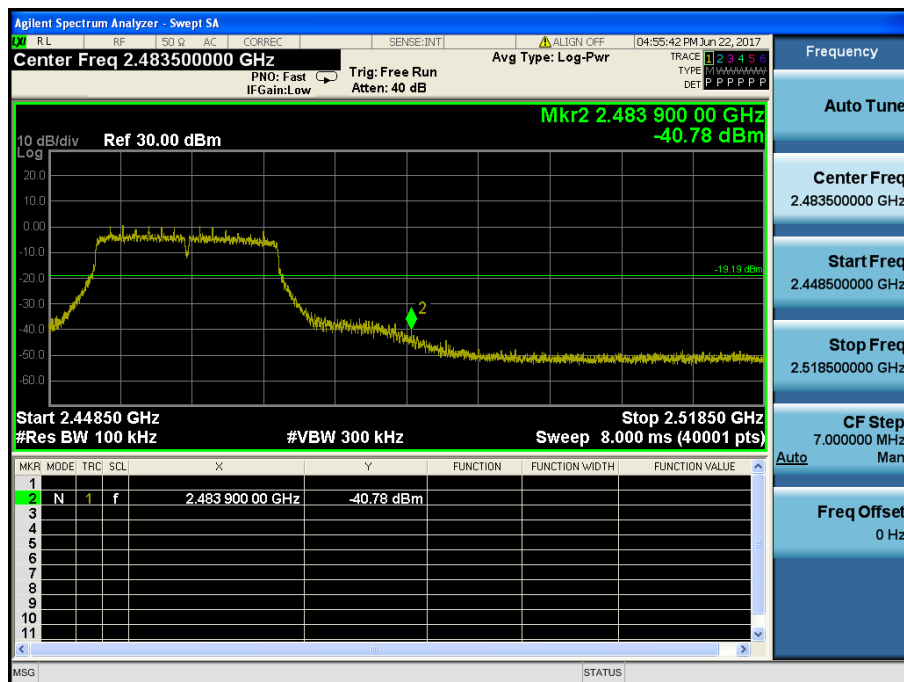 Agilent Spectrum Analyzer - Swept SA
LXI RL RF 50 Ω AC CORREC SENSE:INT ALIGN OFF 04:55:42 PM Jun 22, 2017
Center Freq 2.483500000 GHz
PNO: Fast
IFGain:Low
Trig: Free Run
Atten: 40 dB
Avg Type: Log-Pwr
TRACE 1 2 3 4 5 6
TYPE M
DET P P P P P P
Mkr2 2.483 900 00 GHz
-40.78 dBm
10 dB/div Ref 30.00 dBm
Log
20.0
10.0
0.00
-10.0
-20.0
-30.0
-40.0
-50.0
-60.0
-19.19 dBm
2
Start 2.44850 GHz Stop 2.51850 GHz
#Res BW 100 kHz #VBW 300 kHz Sweep 8.000 ms (40001 pts)
MKR MODE TRC SCL X Y FUNCTION FUNCTION WIDTH FUNCTION VALUE
1
2 N 1 f 2.483 900 00 GHz -40.78 dBm
3
4
5
6
7
8
9
10
11
MSG STATUS
Frequency
Auto Tune
Center Freq
2.483500000 GHz
Start Freq
2.448500000 GHz
Stop Freq
2.518500000 GHz
CF Step
7.000000 MHz
Auto Man
Freq Offset
0 Hz